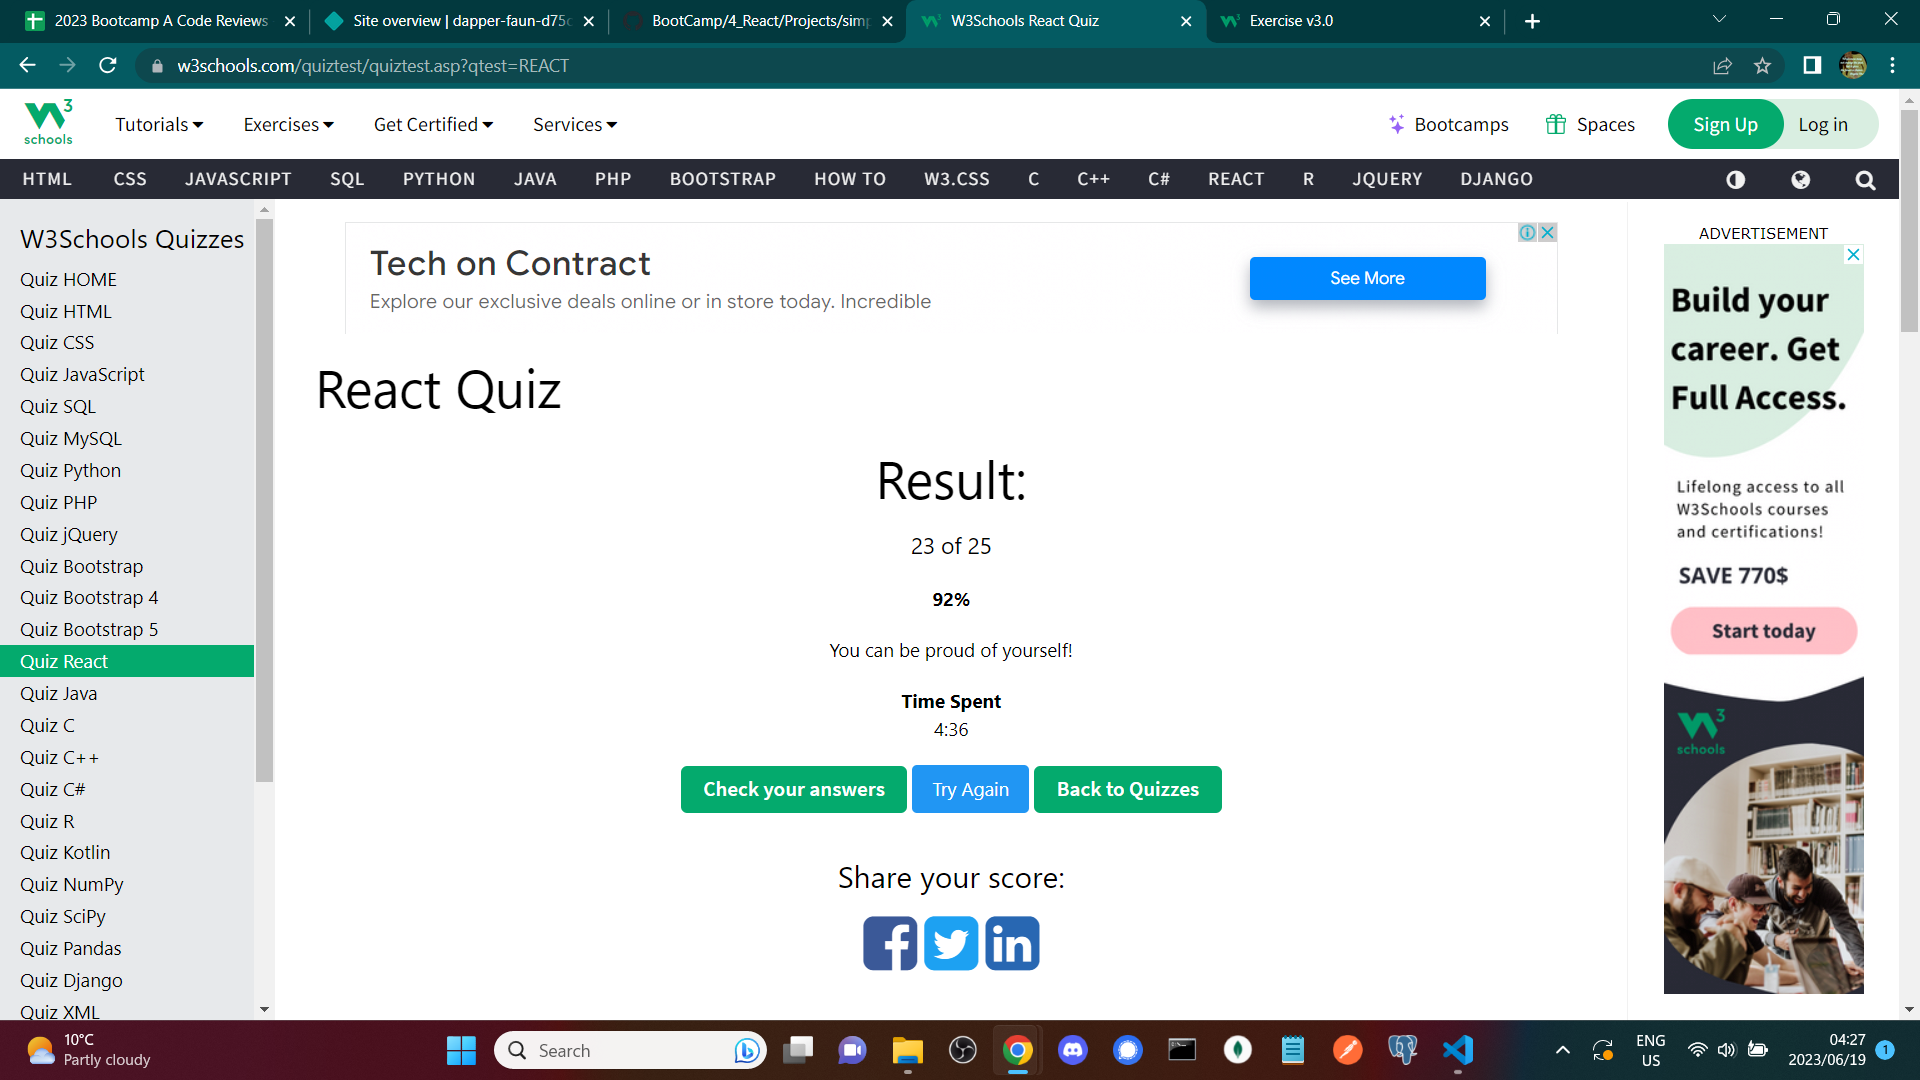 2023 Bootcamp A Code Reviews
Site overview | dapper-faun-d75c
BootCamp/4_React/Projects/simp
W3Schools React Quiz
Exercise v3.0
w3schools.com/quiztest/quiztest.asp?qtest=REACT
3
schools
Tutorials
Exercises
Get Certified
Services
Bootcamps
Spaces
Sign Up
Log in
HTML
CSS
JAVASCRIPT
SQL
PYTHON
JAVA
PHP
BOOTSTRAP
HOW TO
W3.CSS
C
C++
C#
REACT
R
JQUERY
DJANGO
W3Schools Quizzes
Quiz HOME
Quiz HTML
Quiz CSS
Quiz JavaScript
Quiz SQL
Quiz MySQL
Quiz Python
Quiz PHP
Quiz jQuery
Quiz Bootstrap
Quiz Bootstrap 4
Quiz Bootstrap 5
Quiz React
Quiz Java
Quiz C
Quiz C++
Quiz C#
Quiz R
Quiz Kotlin
Quiz NumPy
Quiz SciPy
Quiz Pandas
Quiz Django
Quiz XML
Tech on Contract
Explore our exclusive deals online or in store today. Incredible
See More
React Quiz
Result:
23 of 25
92%
You can be proud of yourself!
Time Spent
4:36
Check your answers
Try Again
Back to Quizzes
Share your score:
f
in
ADVERTISEMENT
Build your
career. Get
Full Access.
Lifelong access to all
W3Schools courses
and certifications!
SAVE 770$
Start today
3
schools
10°C
Partly cloudy
Search
ENG
US
04:27
2023/06/19
1